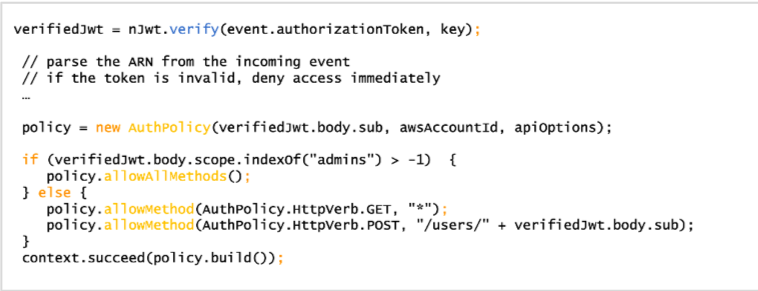 verifiedJwt = nJwt.verify(event.authorizationToken, key);
// parse the ARN from the incoming event
// if the token is invalid, deny access immediately
…
policy = new AuthPolicy(verifiedJwt.body.sub, awsAccountId, apiOptions);
if (verifiedJwt.body.scope.indexOf("admins") > -1) {
policy.allowAllMethods();
} else {
policy.allowMethod(AuthPolicy.HttpVerb.GET, "*");
policy.allowMethod(AuthPolicy.HttpVerb.POST, "/users/" + verifiedJwt.body.sub);
}
context.succeed(policy.build());